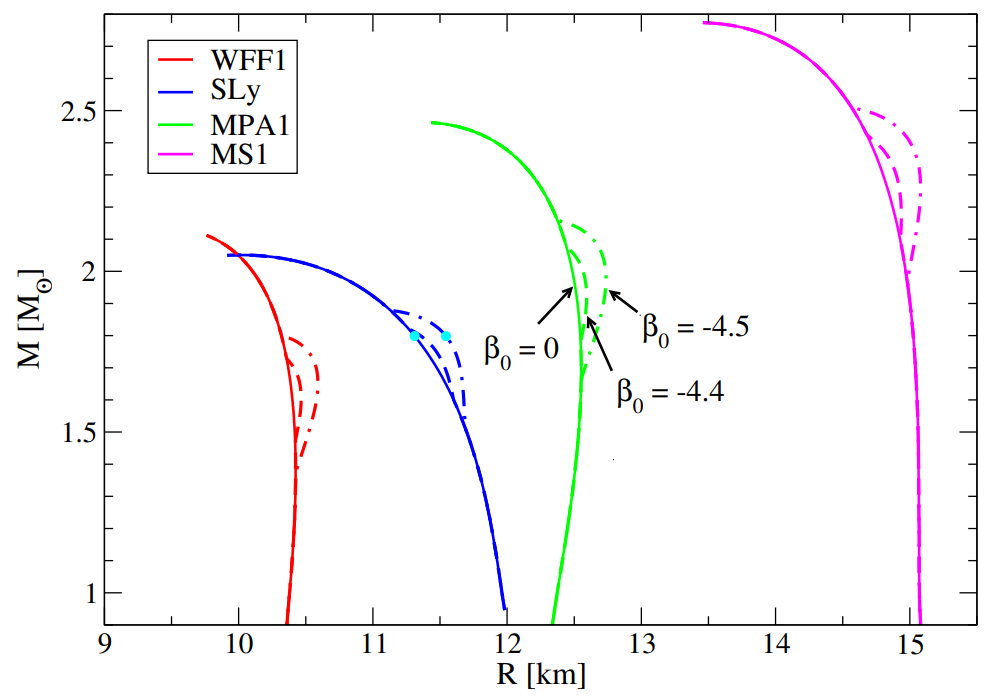 WFF1
SLy
MPA1
MS1
2.5
2
1.5
1
M [M⊙]
β0 = 0
β0 = -4.5
β0 = -4.4
9
10
11
12
13
14
15
R [km]